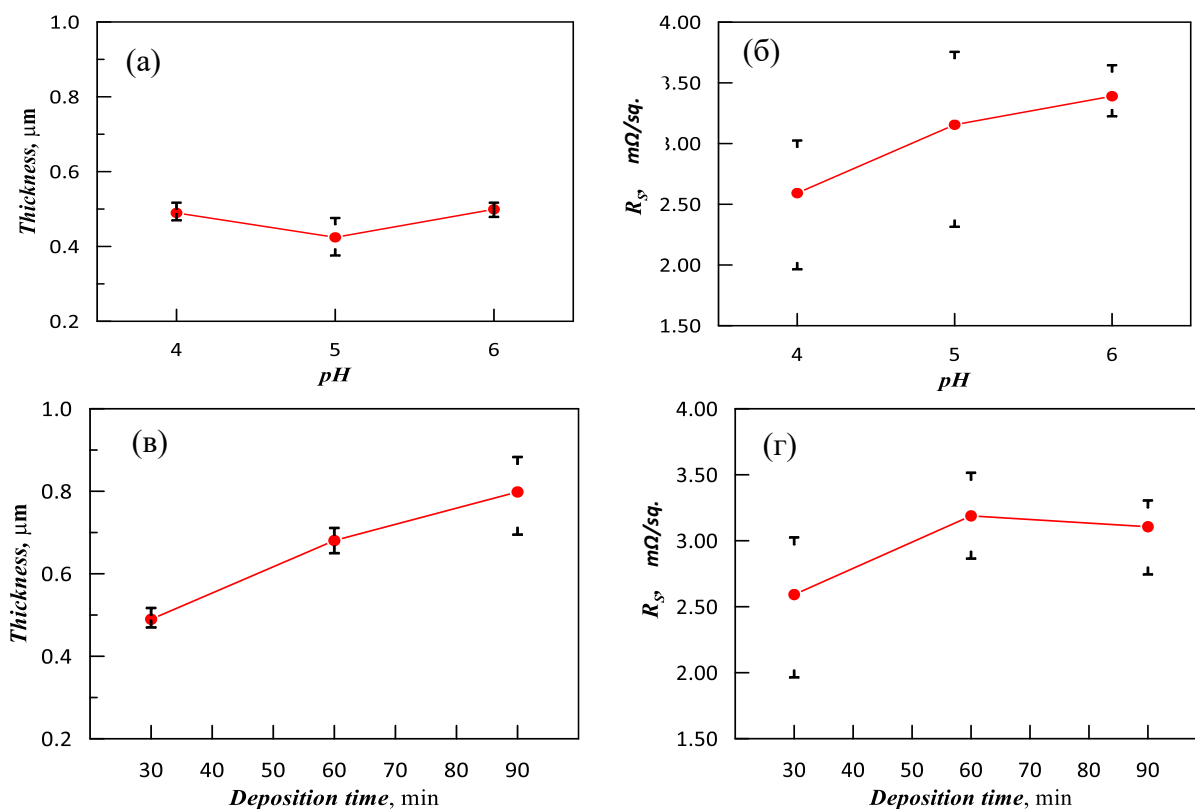 (а)
1.0
0.8
0.6
0.4
0.2
Thickness, μm
4 5 6
pH
(б)
4.00
3.50
3.00
2.50
2.00
1.50
R_S, mΩ/sq.
4 5 6
pH
(в)
1.0
0.8
0.6
0.4
0.2
Thickness, μm
30 40 50 60 70 80 90
Deposition time, min
(г)
4.00
3.50
3.00
2.50
2.00
1.50
R_S, mΩ/sq.
30 40 50 60 70 80 90
Deposition time, min